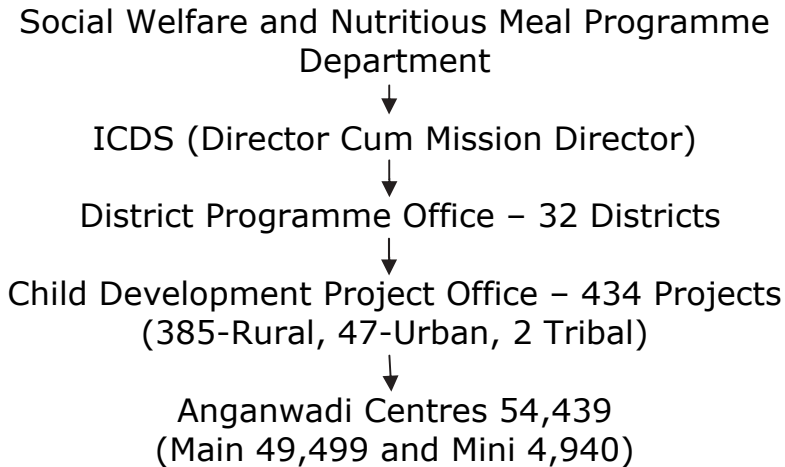 Social Welfare and Nutritious Meal Programme
Department
ICDS (Director Cum Mission Director)
District Programme Office – 32 Districts
Child Development Project Office – 434 Projects
(385-Rural, 47-Urban, 2 Tribal)
Anganwadi Centres 54,439
(Main 49,499 and Mini 4,940)